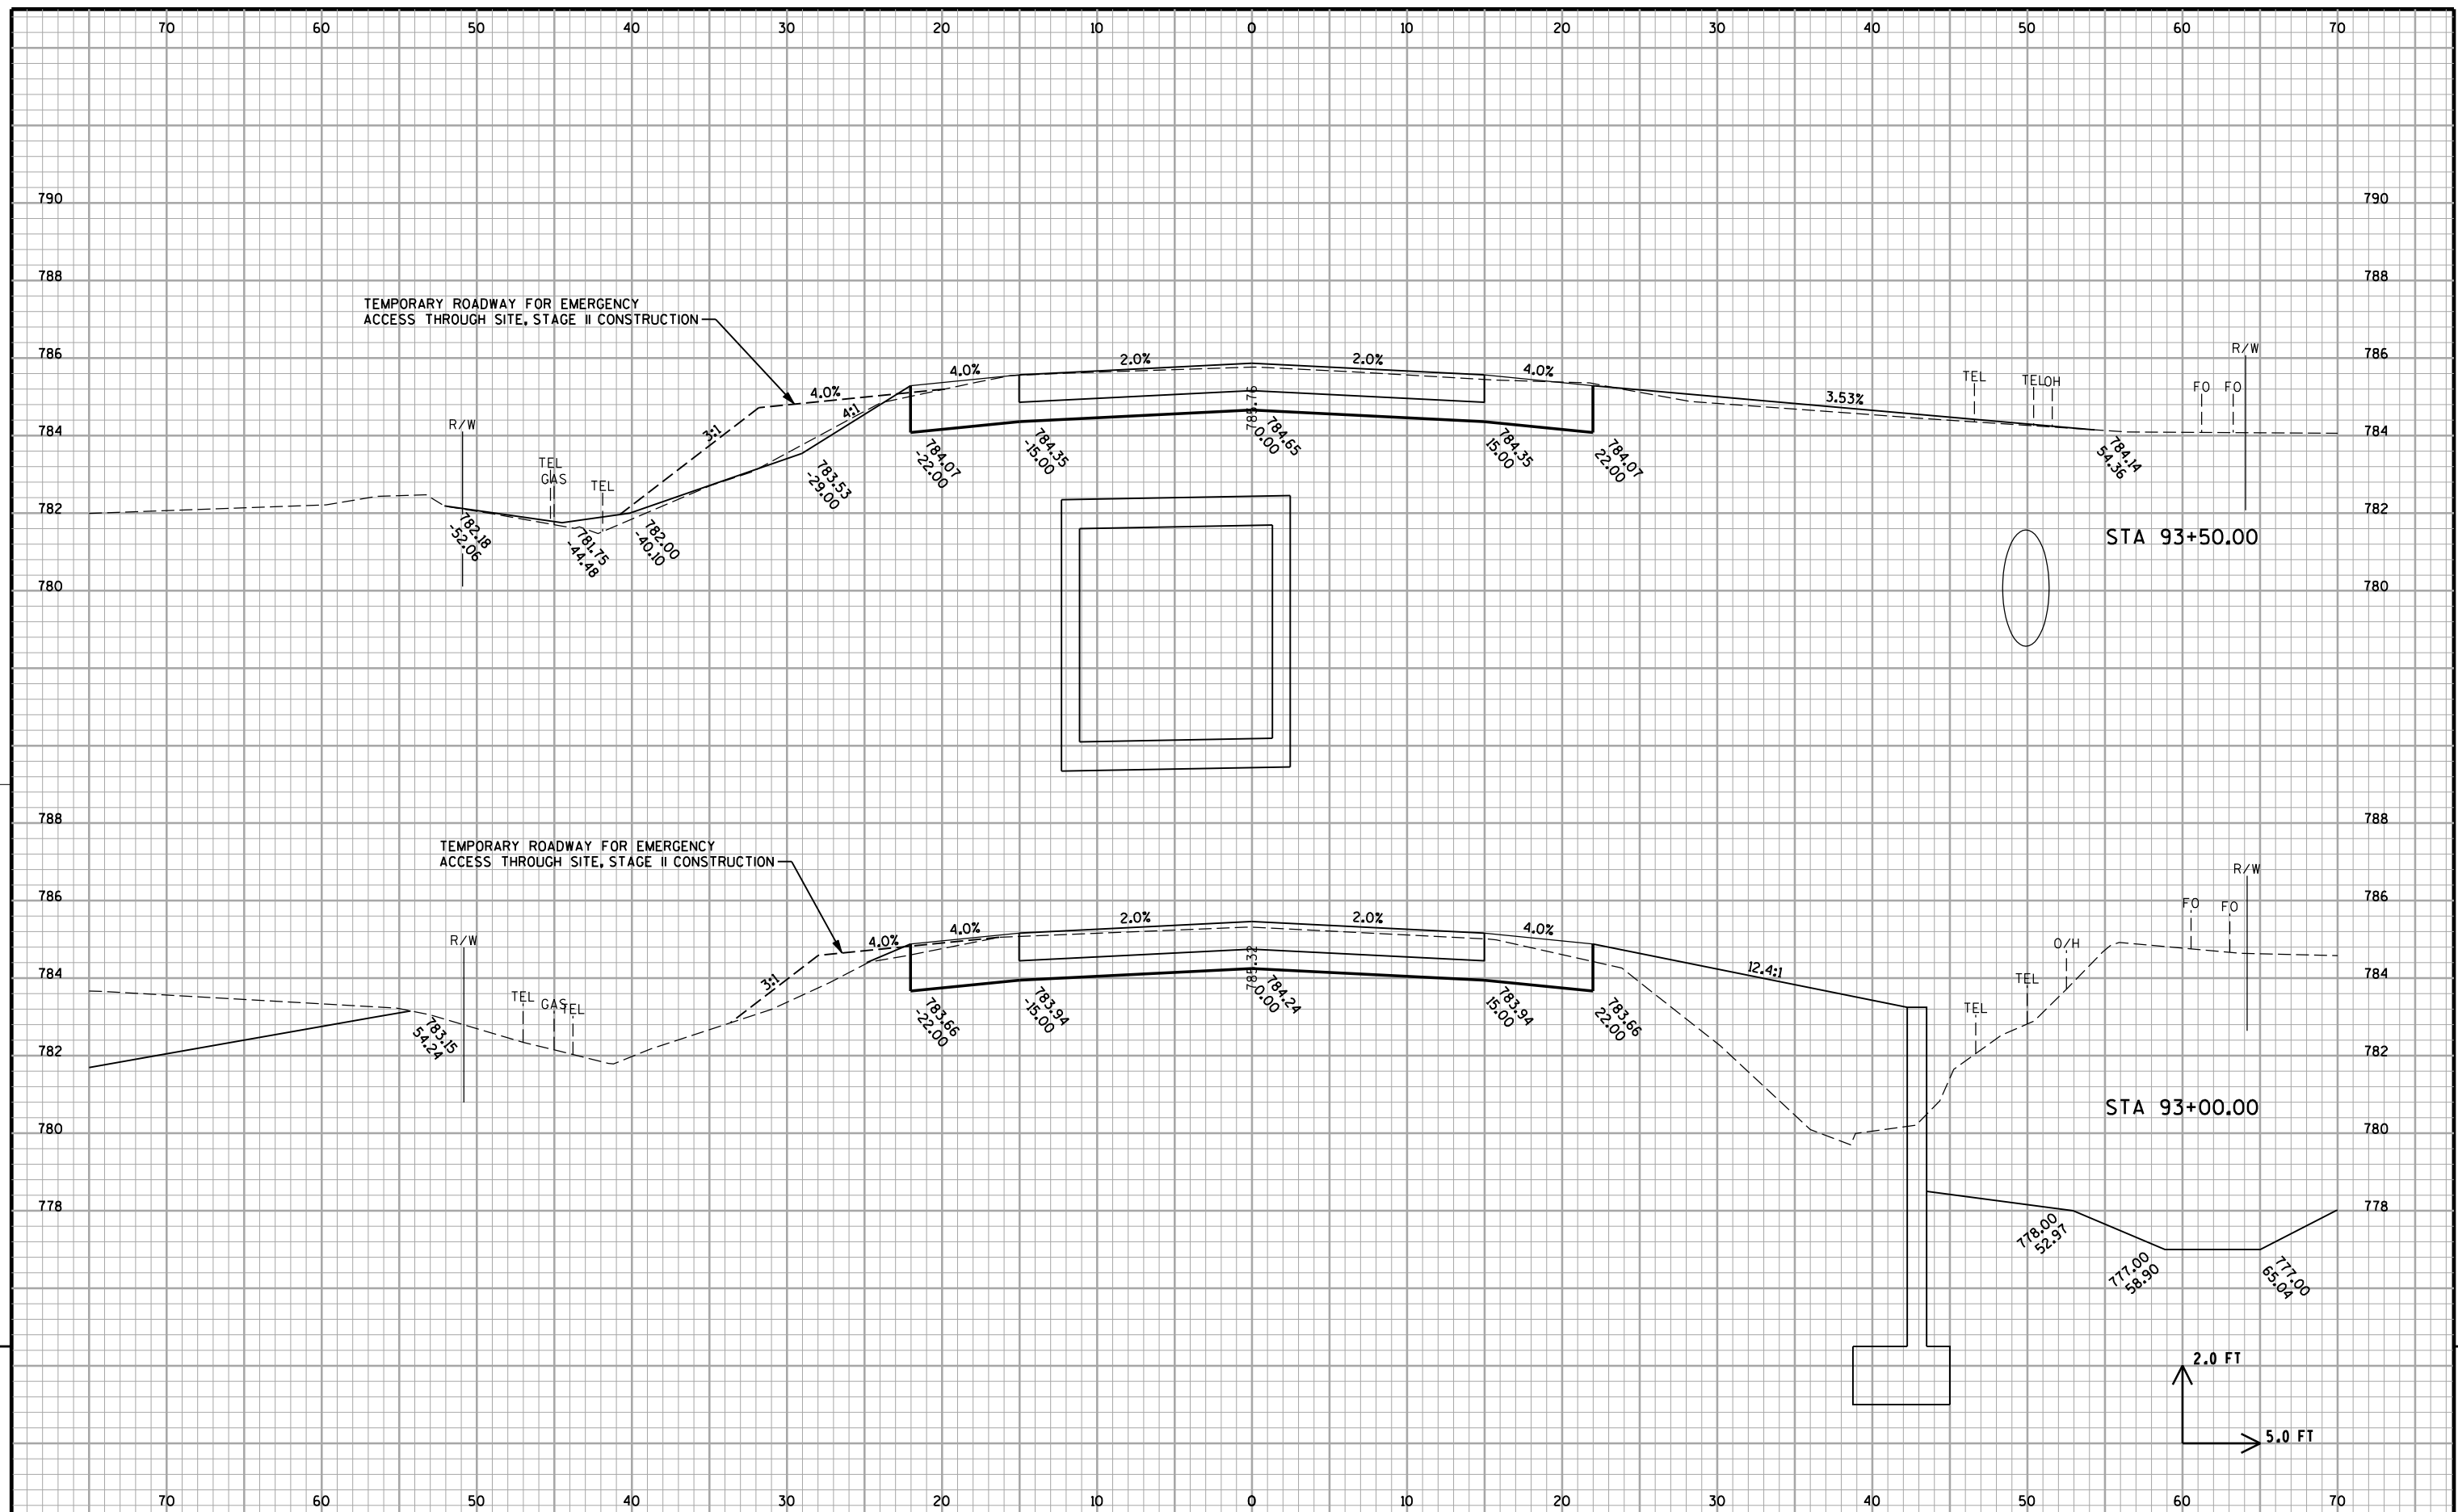 70 60 50 40 30 20 10 0 10 20 30 40 50 60 70
790 790
788 788
TEMPORARY ROADWAY FOR EMERGENCY
ACCESS THROUGH SITE, STAGE II CONSTRUCTION
786 786
R/W
4.0% 2.0% 2.0% 4.0%
TEL TEL OH FO FO
4.0%
4:1
3.53%
785.76
784 784
R/W
3:1
784.07
-22.00
784.35
-15.00
784.65
0.00
784.35
15.00
784.07
22.00
784.14
54.36
TEL
GAS
TEL
783.53
-29.00
782 782
782.18
-52.06
781.75
-44.48
782.00
-40.10
STA 93+50.00
780 780
788 788
TEMPORARY ROADWAY FOR EMERGENCY
ACCESS THROUGH SITE, STAGE II CONSTRUCTION
786 786
R/W
FO FO
4.0% 4.0% 2.0% 2.0% 4.0%
R/W
O/H
785.32
784 784
3:1
12.4:1
TEL GAS TEL
TEL TEL
783.15
54.24
783.66
-22.00
783.94
-15.00
784.24
0.00
783.94
15.00
783.66
22.00
782 782
STA 93+00.00
780 780
778 778
778.00
52.97
777.00
58.90
777.00
65.04
2.0 FT
5.0 FT
70 60 50 40 30 20 10 0 10 20 30 40 50 60 70